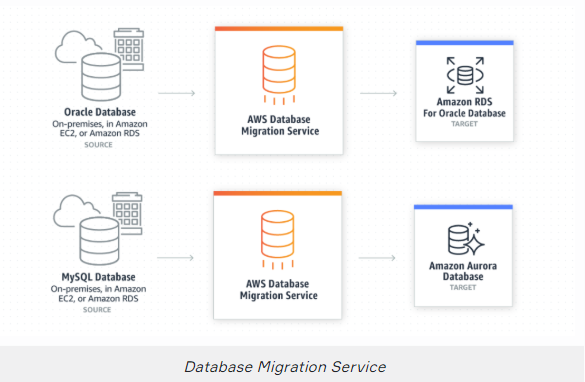 Oracle Database
On-premises, in Amazon
EC2, or Amazon RDS
SOURCE
AWS Database
Migration Service
Amazon RDS
For Oracle Database
TARGET
MySQL Database
On-premises, in Amazon
EC2, or Amazon RDS
SOURCE
AWS Database
Migration Service
Amazon Aurora
Database
TARGET
Database Migration Service